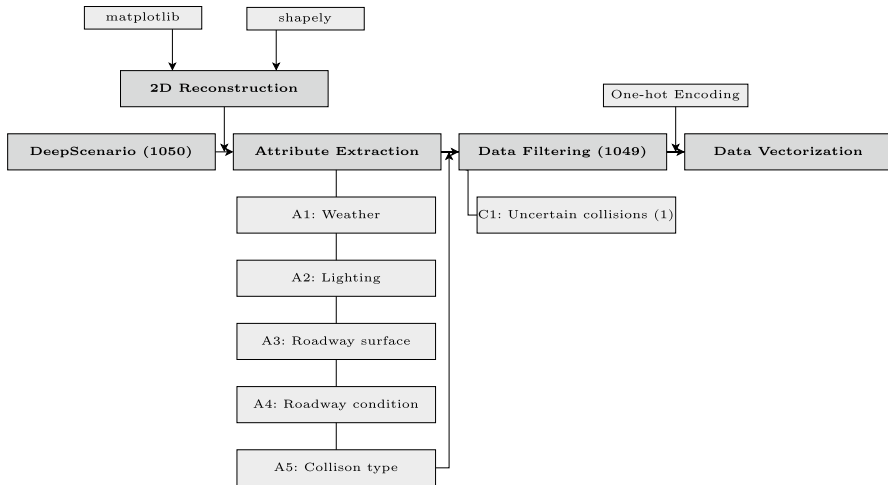 matplotlib
shapely
2D Reconstruction
One-hot Encoding
DeepScenario (1050)
Attribute Extraction
Data Filtering (1049)
Data Vectorization
A1: Weather
C1: Uncertain collisions (1)
A2: Lighting
A3: Roadway surface
A4: Roadway condition
A5: Collison type